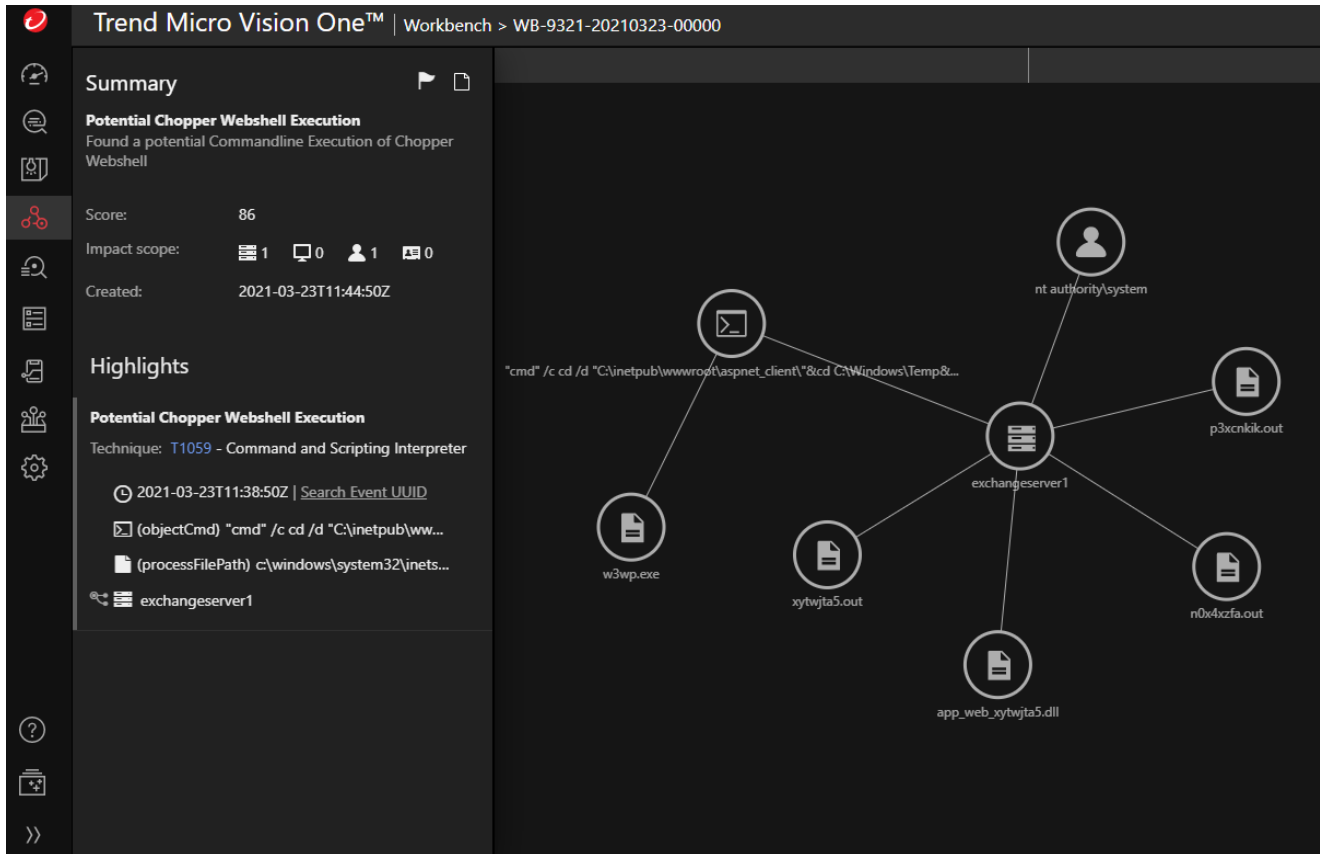 Trend Micro Vision One™ | Workbench > WB-9321-20210323-00000
Summary
Potential Chopper Webshell Execution
Found a potential Commandline Execution of Chopper
Webshell
Score: 86
Impact scope: 1 0 1 0
Created: 2021-03-23T11:44:50Z
Highlights
Potential Chopper Webshell Execution
Technique: T1059 - Command and Scripting Interpreter
2021-03-23T11:38:50Z | Search Event UUID
(objectCmd) "cmd" /c cd /d "C:\inetpub\ww...
(processFilePath) c:\windows\system32\inets...
exchangeserver1
nt authority\system
"cmd" /c cd /d "C:\inetpub\wwwroot\aspnet_client\"&cd C:\Windows\Temp&...
p3xcnkik.out
exchangeserver1
w3wp.exe
xytwjta5.out
n0x4xzfa.out
app_web_xytwjta5.dll